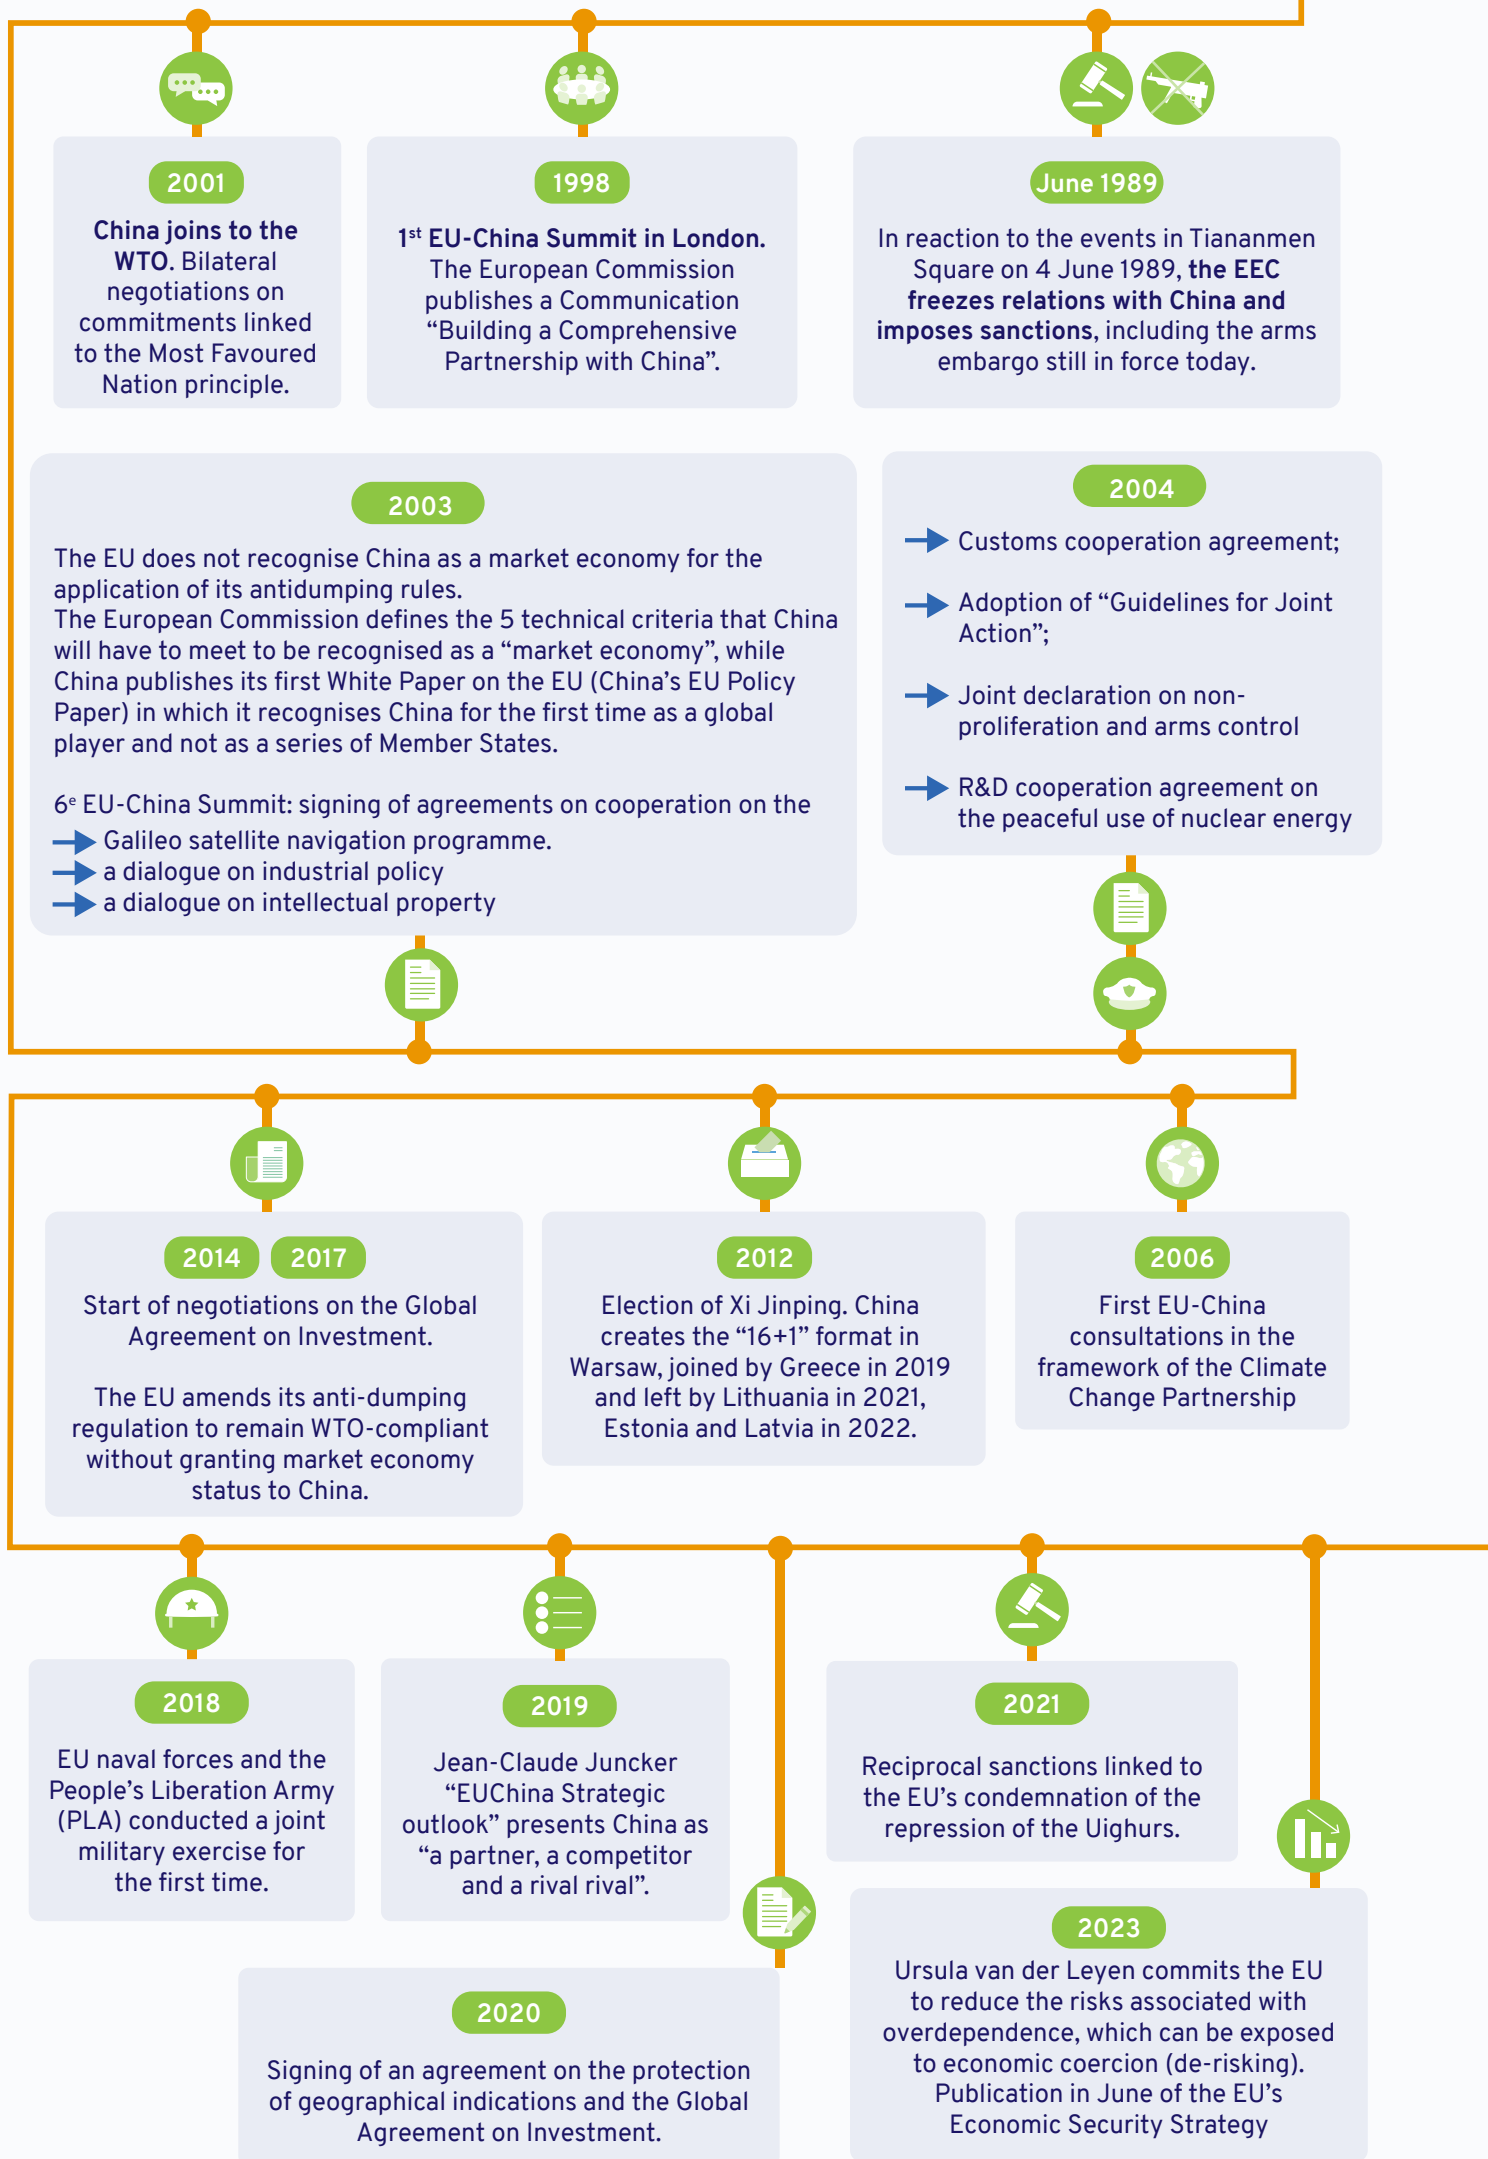 2001
China joins to the
WTO. Bilateral
negotiations on
commitments linked
to the Most Favoured
Nation principle.
1998
1st EU-China Summit in London.
The European Commission
publishes a Communication
“Building a Comprehensive
Partnership with China”.
June 1989
In reaction to the events in Tiananmen
Square on 4 June 1989, the EEC
freezes relations with China and
imposes sanctions, including the arms
embargo still in force today.
2003
The EU does not recognise China as a market economy for the
application of its antidumping rules.
The European Commission defines the 5 technical criteria that China
will have to meet to be recognised as a “market economy”, while
China publishes its first White Paper on the EU (China’s EU Policy
Paper) in which it recognises China for the first time as a global
player and not as a series of Member States.
6e EU-China Summit: signing of agreements on cooperation on the
Galileo satellite navigation programme.
a dialogue on industrial policy
a dialogue on intellectual property
2004
Customs cooperation agreement;
Adoption of “Guidelines for Joint
Action”;
Joint declaration on non-
proliferation and arms control
R&D cooperation agreement on
the peaceful use of nuclear energy
2014 2017
Start of negotiations on the Global
Agreement on Investment.
The EU amends its anti-dumping
regulation to remain WTO-compliant
without granting market economy
status to China.
2012
Election of Xi Jinping. China
creates the “16+1” format in
Warsaw, joined by Greece in 2019
and left by Lithuania in 2021,
Estonia and Latvia in 2022.
2006
First EU-China
consultations in the
framework of the Climate
Change Partnership
2018
EU naval forces and the
People’s Liberation Army
(PLA) conducted a joint
military exercise for
the first time.
2019
Jean-Claude Juncker
“EUChina Strategic
outlook” presents China as
“a partner, a competitor
and a rival rival”.
2021
Reciprocal sanctions linked to
the EU’s condemnation of the
repression of the Uighurs.
2020
Signing of an agreement on the protection
of geographical indications and the Global
Agreement on Investment.
2023
Ursula van der Leyen commits the EU
to reduce the risks associated with
overdependence, which can be exposed
to economic coercion (de-risking).
Publication in June of the EU’s
Economic Security Strategy